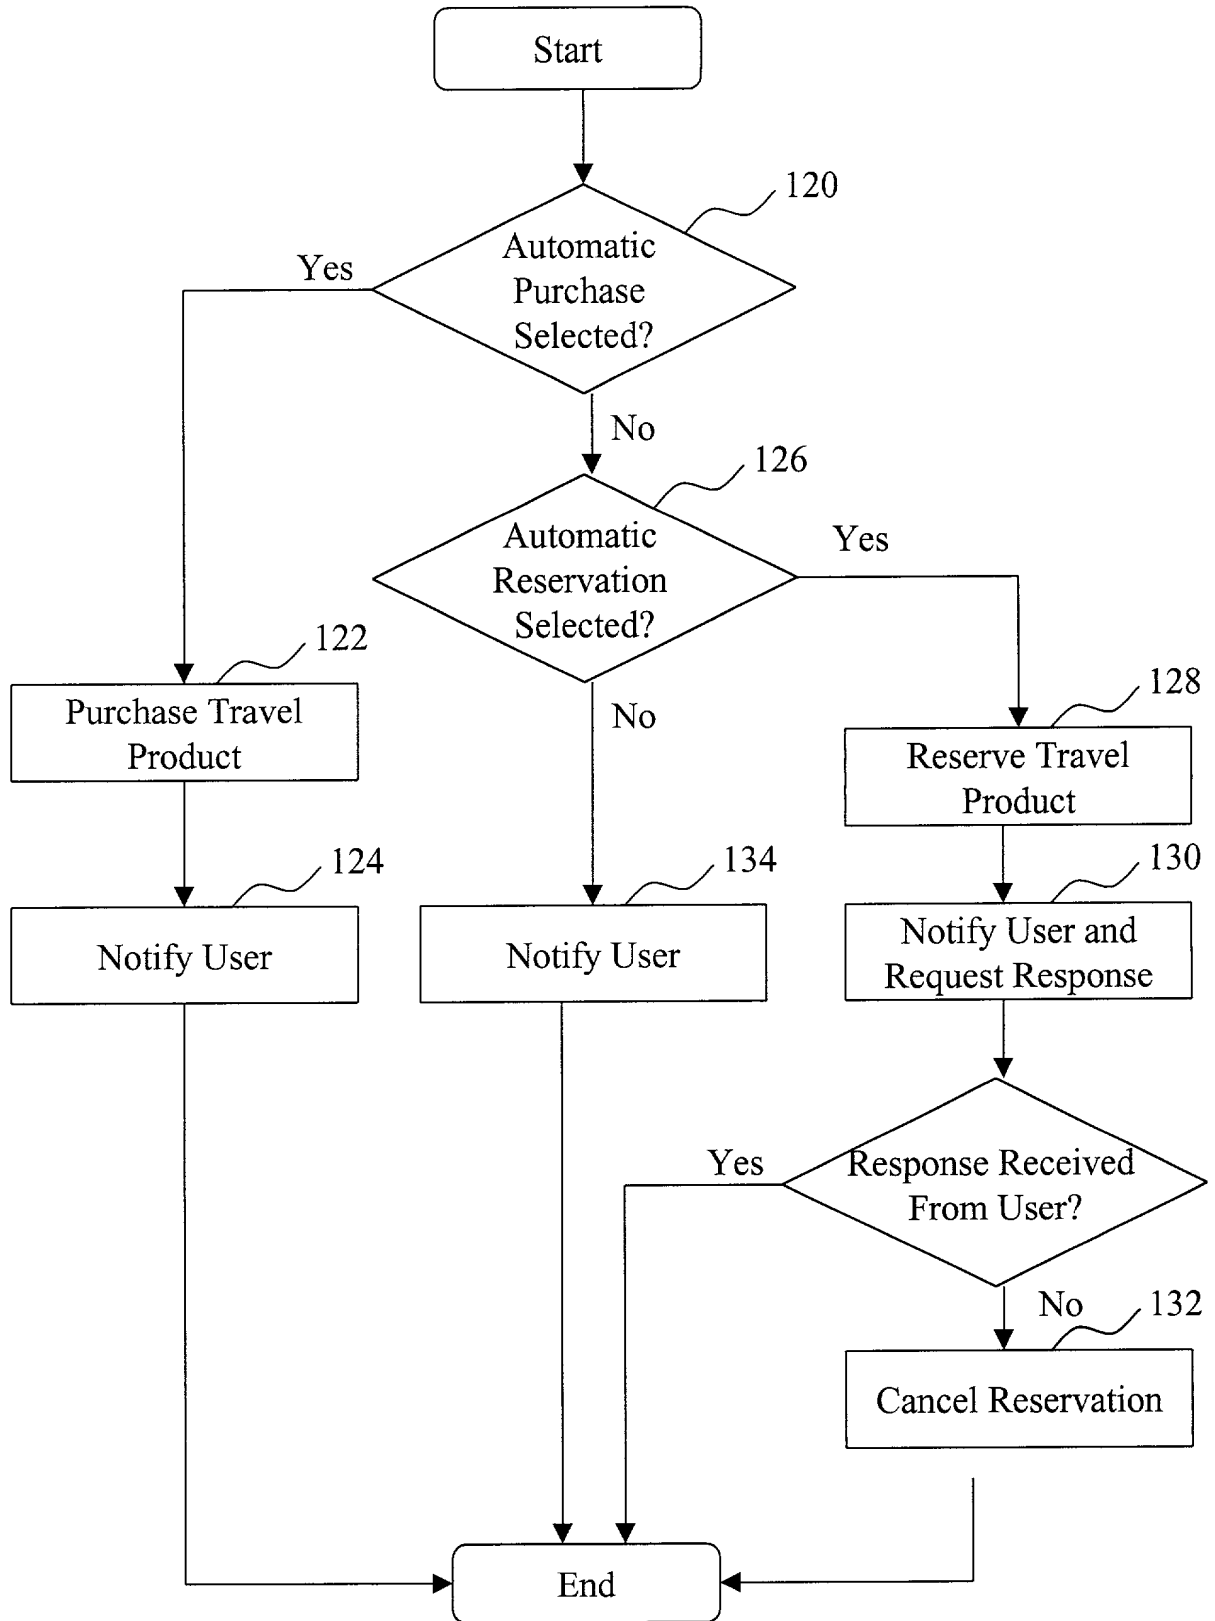 Start
120
Automatic
Purchase
Selected?
Yes
No
126
Automatic
Reservation
Selected?
Yes
No
122
Purchase Travel
Product
128
Reserve Travel
Product
124
Notify User
134
Notify User
130
Notify User and
Request Response
Response Received
From User?
Yes
No
132
Cancel Reservation
End